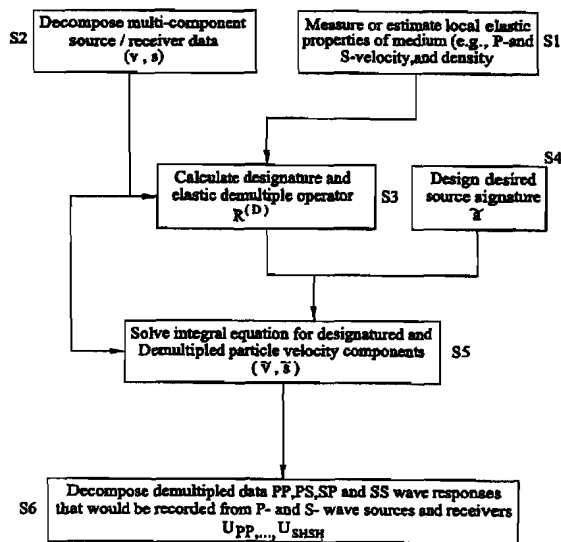 S2
Decompose multi-component
source / receiver data
(v , s)
Measure or estimate local elastic
properties of medium (e.g., P-and
S-velocity,and density
S1
Calculate designature and
elastic demultiple operator
R(D)
S3
S4
Design desired
source signature
ã
Solve integral equation for designatured and
Demultipled particle velocity components
(ṽ , s̃)
S5
S6
Decompose demultipled data PP,PS,SP and SS wave responses
that would be recorded from P- and S- wave sources and receivers
UPP,...., USHSH